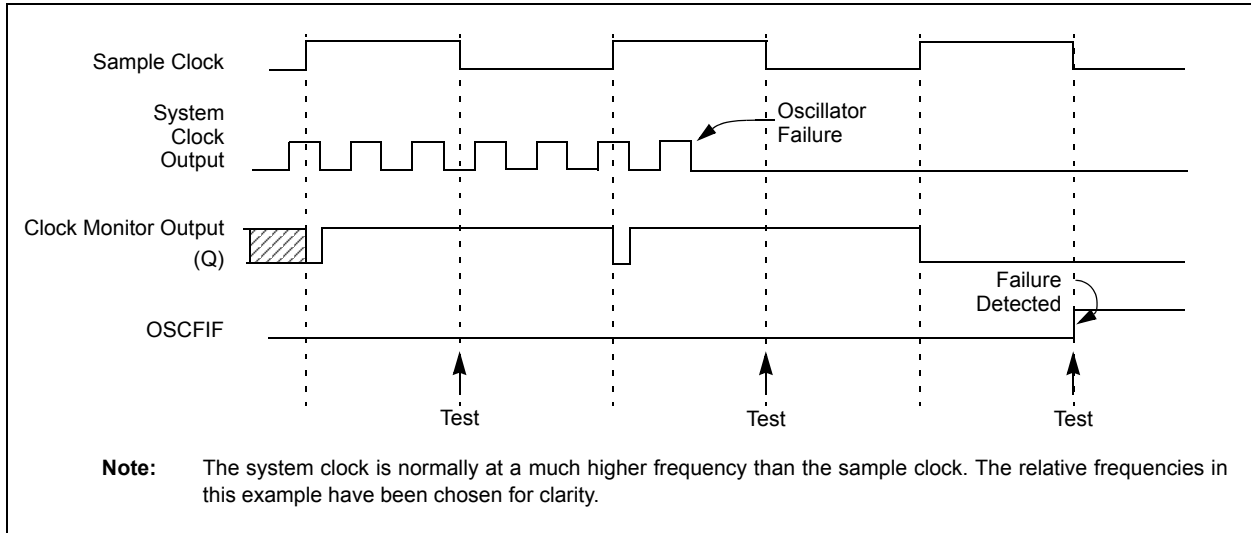 Sample Clock
System
Clock
Output
Oscillator
Failure
Clock Monitor Output
(Q)
Failure
Detected
OSCFIF
Test
Test
Test
Note: The system clock is normally at a much higher frequency than the sample clock. The relative frequencies in
this example have been chosen for clarity.